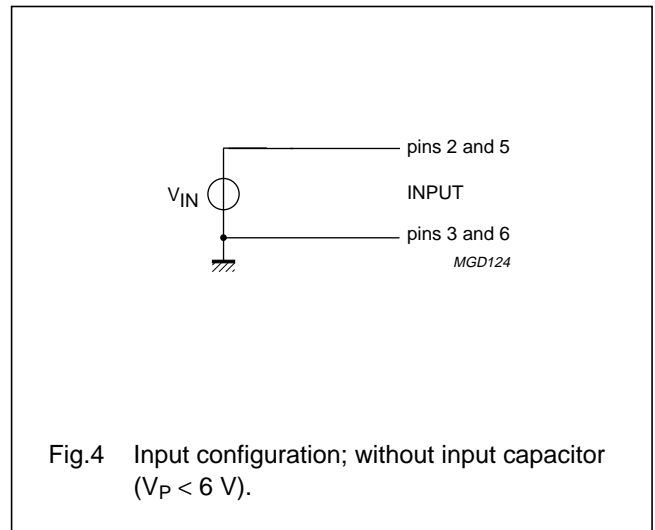 pins 2 and 5
V_IN
INPUT
pins 3 and 6
MGD124
Fig.4 Input configuration; without input capacitor
(V_P < 6 V).